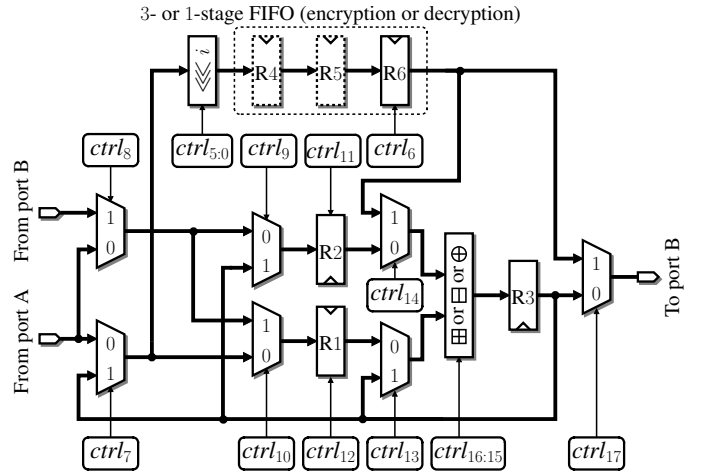 3- or 1-stage FIFO (encryption or decryption)
⋘ i
R4
R5
R6
ctrl8
ctrl5:0
ctrl9
ctrl11
ctrl6
From port B
1
0
0
1
R2
1
0
ctrl14
⊞ or ⊟ or ⊕
R3
1
0
To port B
From port A
0
1
1
0
R1
0
1
ctrl7
ctrl10
ctrl12
ctrl13
ctrl16:15
ctrl17